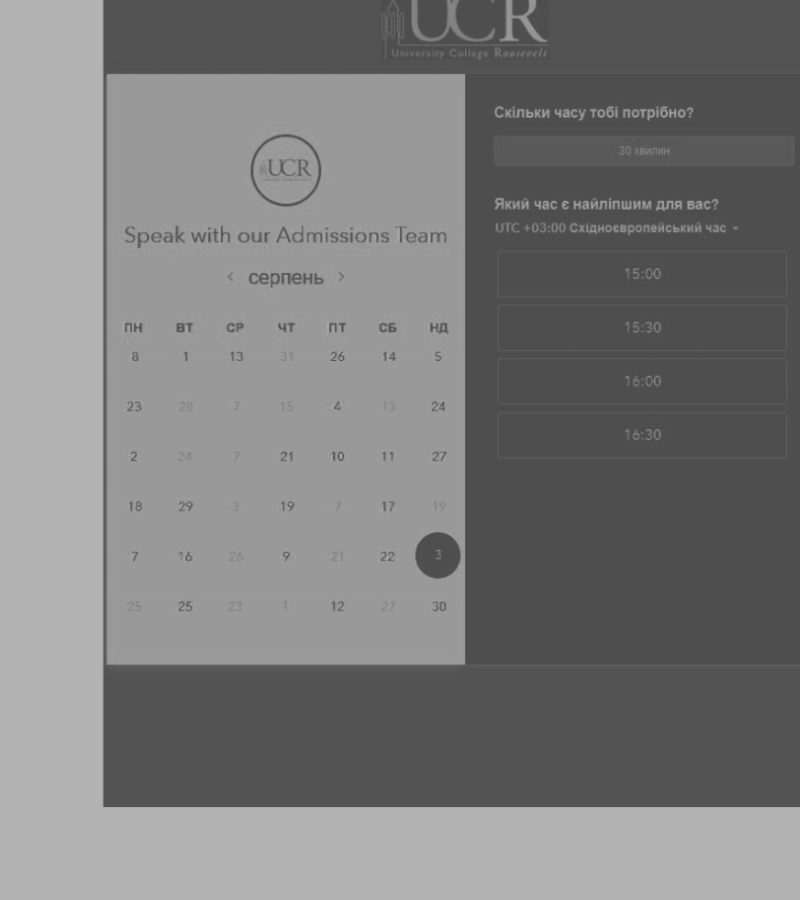 UCR
University College Roosevelt
UCR
Speak with our Admissions Team
< серпень >
ПН ВТ СР ЧТ ПТ СБ НД
8 1 13 31 26 14 5
23 28 7 15 4 13 24
2 24 7 21 10 11 27
18 29 3 19 7 17 19
7 16 26 9 21 22 3
25 25 23 1 12 27 30
Скільки часу тобі потрібно?
30 хвилин
Який час є найліпшим для вас?
UTC +03:00 Східноєвропейський час
15:00
15:30
16:00
16:30